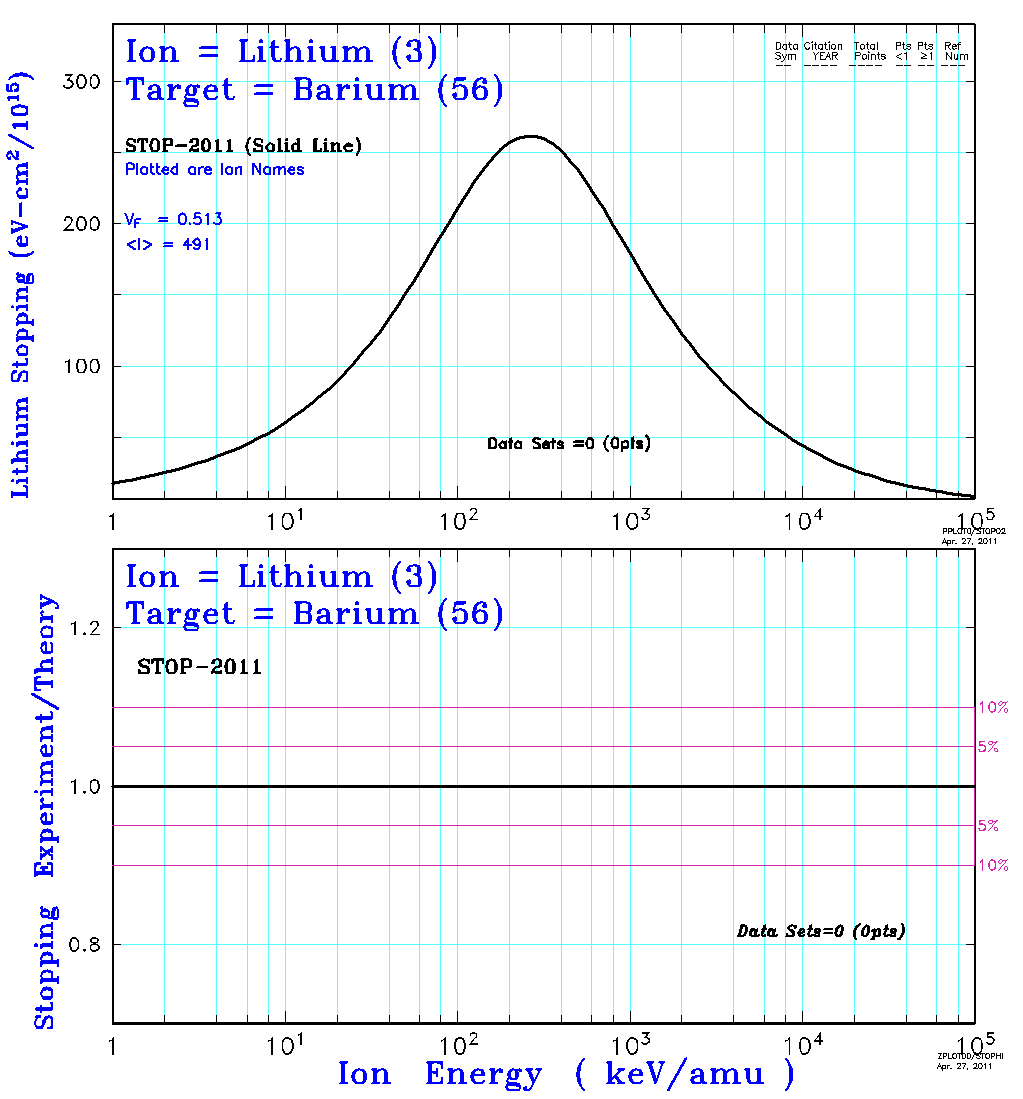 Ion = Lithium (3)
Target = Barium (56)
Data Citation Total Pts Pts Ref
Sym YEAR Points <1 ≥1 Num
STOP-2011 (Solid Line)
Plotted are Ion Names
V_F = 0.513
<I> = 491
Data Sets =0 (0pts)
Lithium Stopping (eV-cm²/10¹⁵)
300
200
100
1 10¹ 10² 10³ 10⁴ 10⁵
PPLOT0/STOP02
Apr. 27, 2011
Ion = Lithium (3)
Target = Barium (56)
STOP-2011
Stopping Experiment/Theory
1.2
1.0
0.8
10%
5%
5%
10%
Data Sets=0 (0pts)
1 10¹ 10² 10³ 10⁴ 10⁵
Ion Energy ( keV/amu )
ZPLOT0D/STOPHI
Apr. 27, 2011